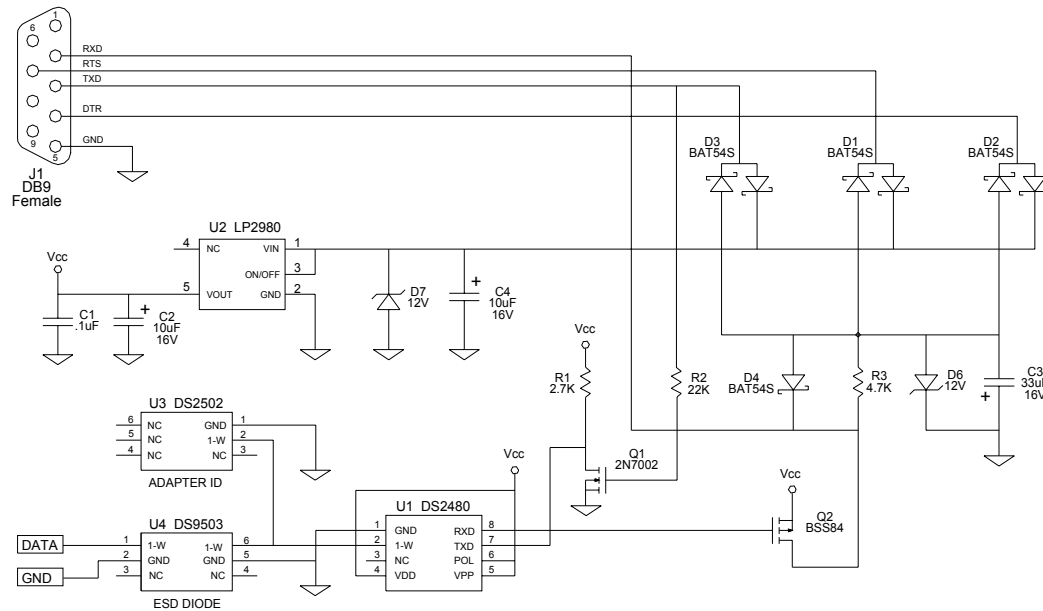 1
6
RXD
RTS
TXD
DTR
9
GND
5
J1
DB9
Female
D3
BAT54S
D1
BAT54S
D2
BAT54S
U2 LP2980
4
NC
VIN
1
ON/OFF
3
5
VOUT
GND
2
Vcc
C1
.1uF
+
C2
10uF
16V
D7
12V
+
C4
10uF
16V
Vcc
R1
2.7K
R2
22K
D4
BAT54S
R3
4.7K
D6
12V
C3
33u
16V
+
U3 DS2502
6
NC
GND
1
5
NC
1-W
2
4
NC
NC
3
ADAPTER ID
Q1
2N7002
Vcc
Vcc
Q2
BSS84
U4 DS9503
DATA
1
1-W
1-W
6
2
GND
GND
5
GND
3
NC
NC
4
ESD DIODE
U1 DS2480
1
GND
RXD
8
2
1-W
TXD
7
3
NC
POL
6
4
VDD
VPP
5